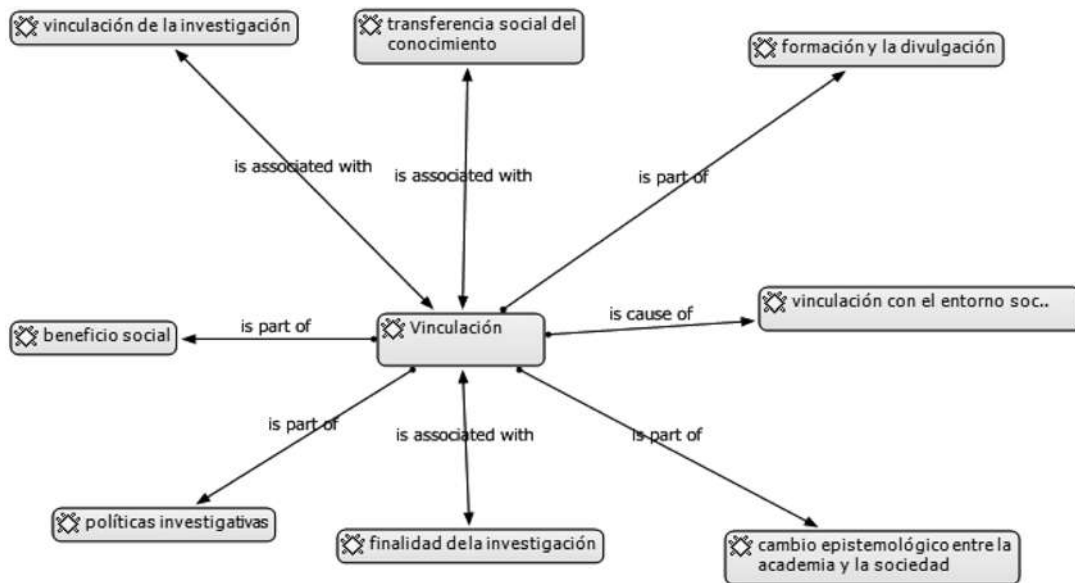 vinculación de la investigación
transferencia social del
conocimiento
formación y la divulgación
is associated with
is associated with
is part of
vinculación con el entorno soc..
is cause of
Vinculación
is part of
beneficio social
is part of
is associated with
is part of
políticas investigativas
finalidad dela investigación
cambio epistemológico entre la
academia y la sociedad